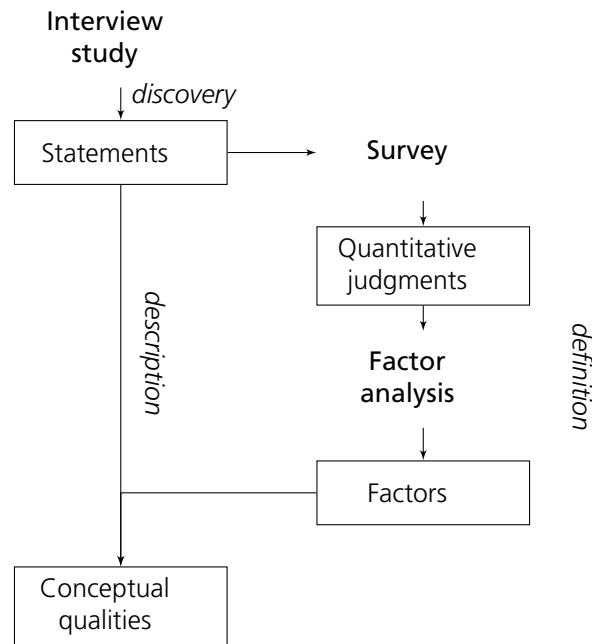 Interview
study
discovery
Statements
Survey
Quantitative
judgments
description
definition
Factor
analysis
Factors
Conceptual
qualities